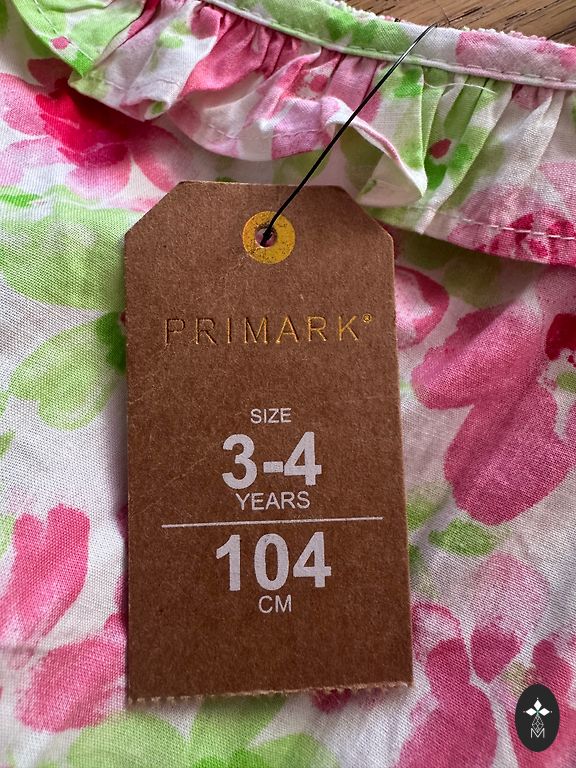 PRIMARK®
SIZE
3-4
YEARS
104
CM